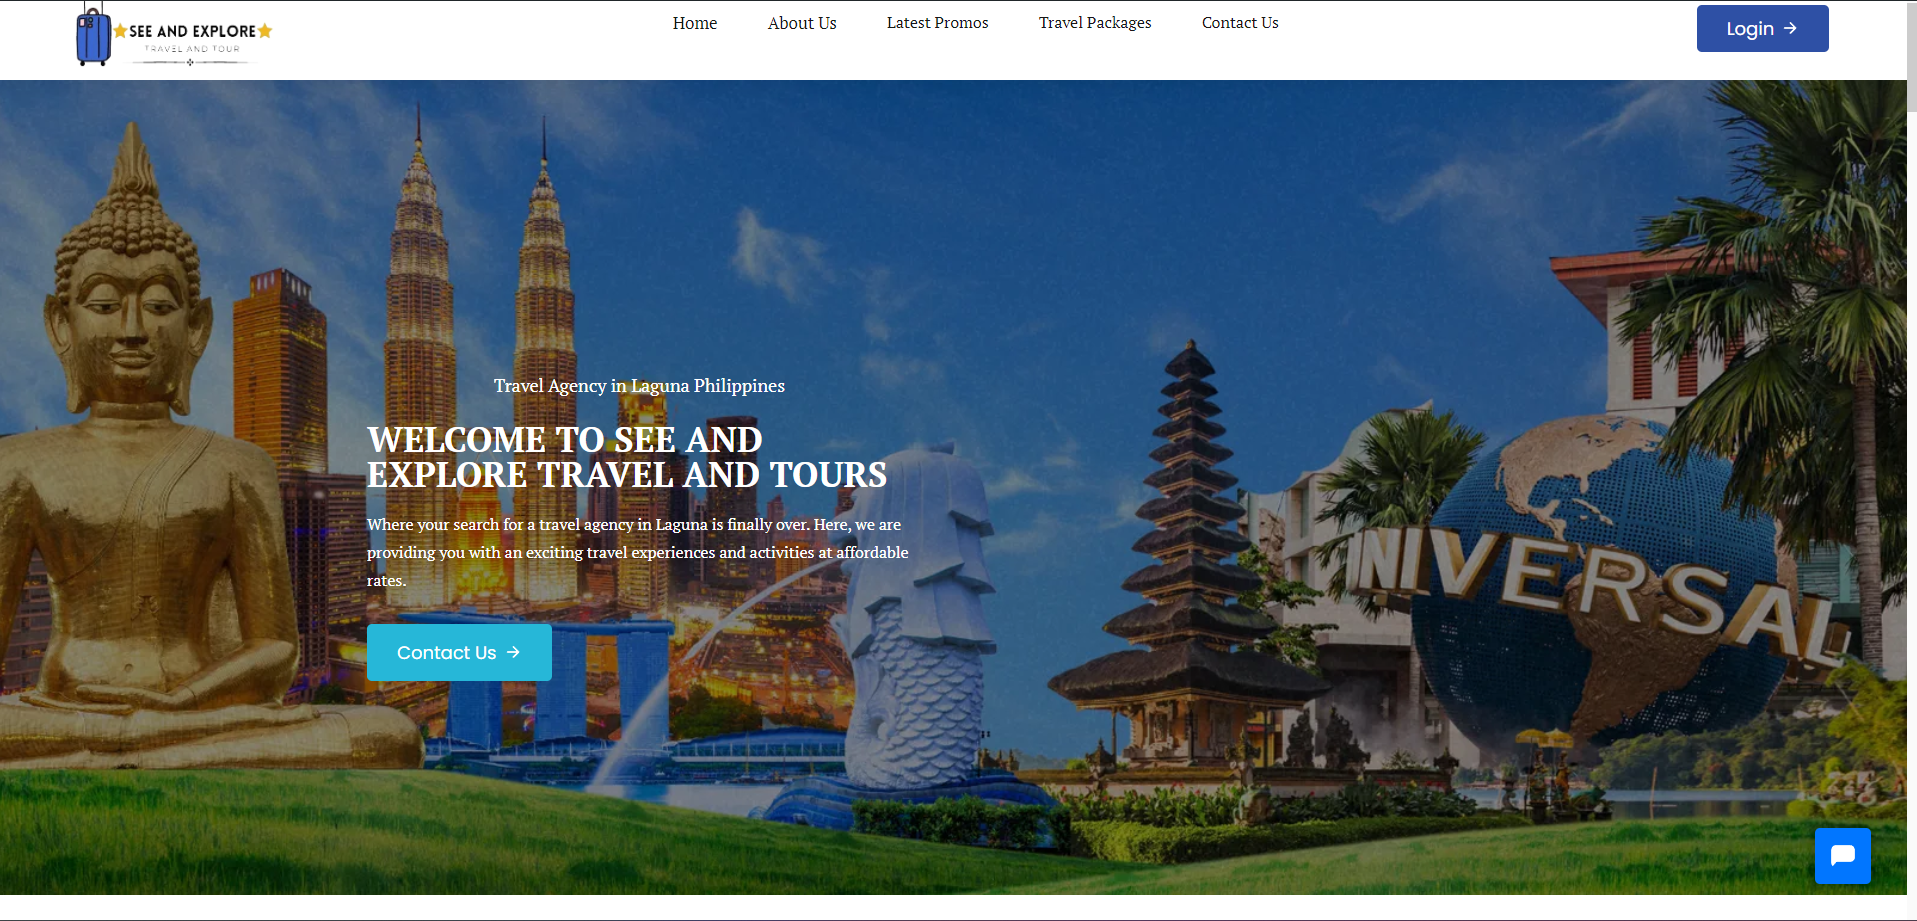 SEE AND EXPLORE
TRAVEL AND TOUR
Home
About Us
Latest Promos
Travel Packages
Contact Us
Login
Travel Agency in Laguna Philippines
WELCOME TO SEE AND
EXPLORE TRAVEL AND TOURS
Where your search for a travel agency in Laguna is finally over. Here, we are
providing you with an exciting travel experiences and activities at affordable
rates.
Contact Us
NIVERSAL